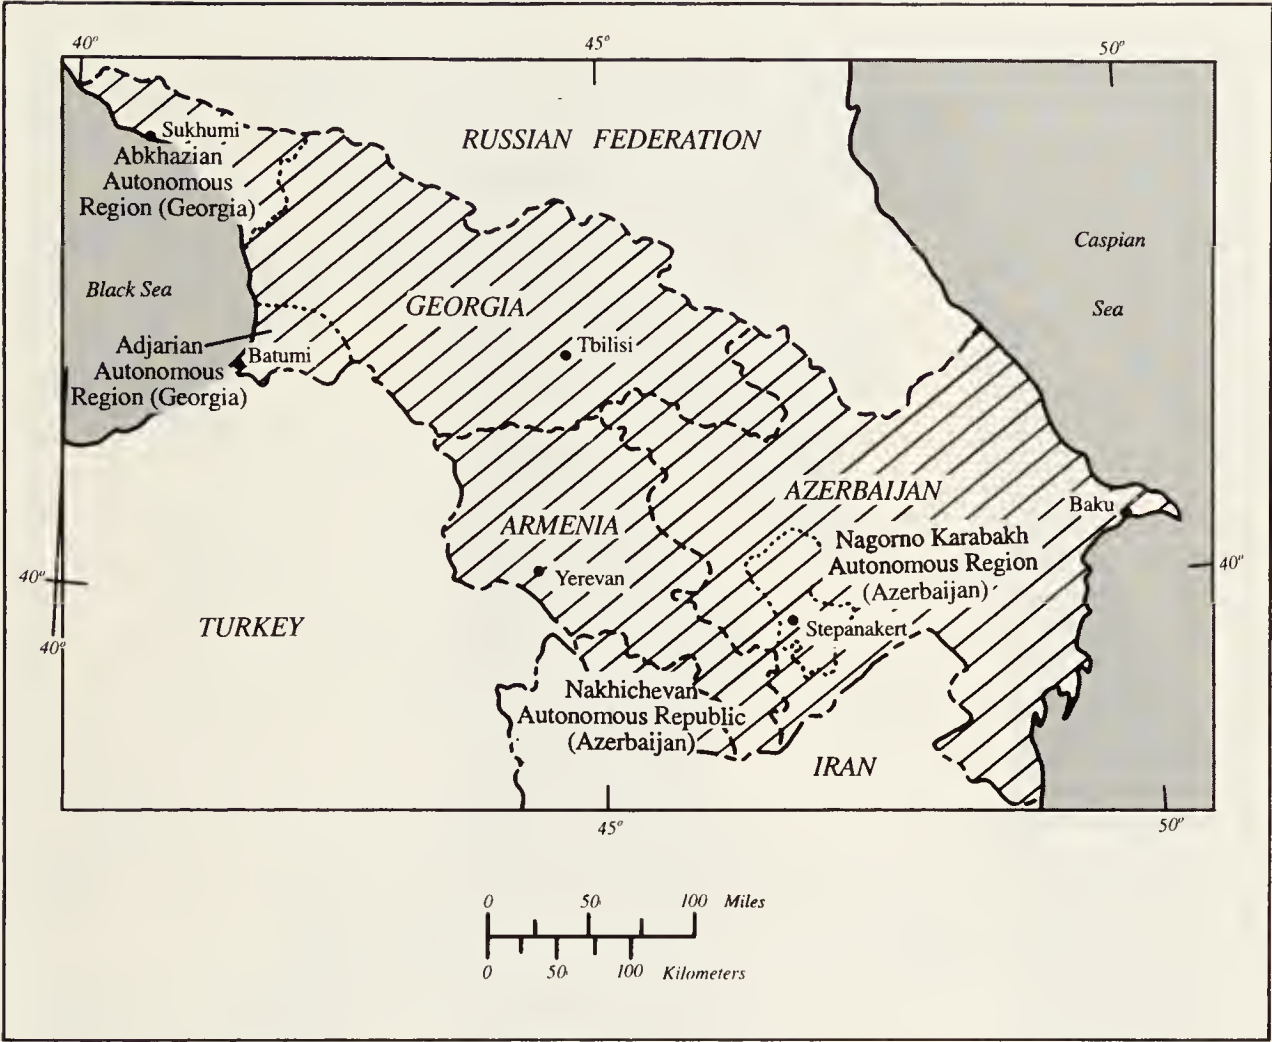 40°
45°
50°
Sukhumi
RUSSIAN FEDERATION
Abkhazian
Autonomous
Region (Georgia)
Caspian
Sea
Black Sea
GEORGIA
Adjarian
Autonomous
Region (Georgia)
Batumi
Tbilisi
AZERBAIJAN
Baku
ARMENIA
Nagorno Karabakh
Autonomous Region
(Azerbaijan)
40°
40°
Yerevan
TURKEY
Stepanakert
40°
Nakhichevan
Autonomous Republic
(Azerbaijan)
IRAN
45°
50°
0 50 100 Miles
0 50 100 Kilometers